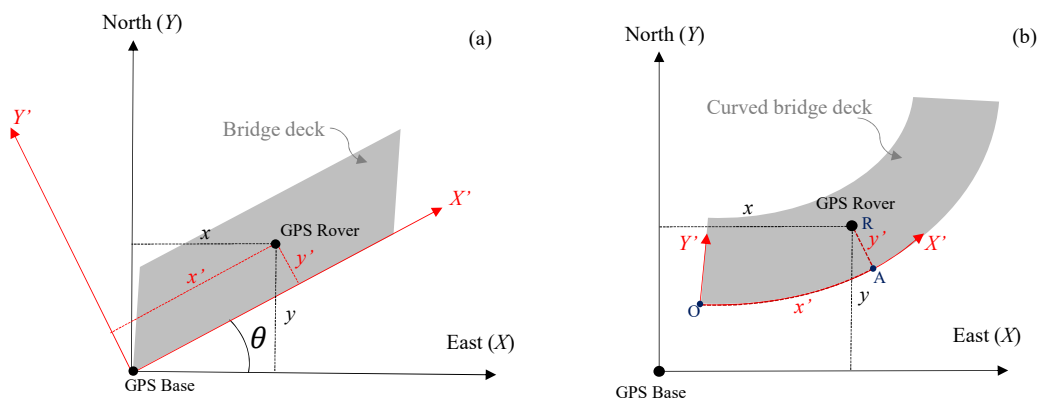 North (Y)
(a)
Y'
Bridge deck
X'
x
GPS Rover
x'
y'
y
θ
East (X)
GPS Base
North (Y)
(b)
Curved bridge deck
x
GPS Rover
R
Y'
y'
X'
A
O
x'
y
East (X)
GPS Base